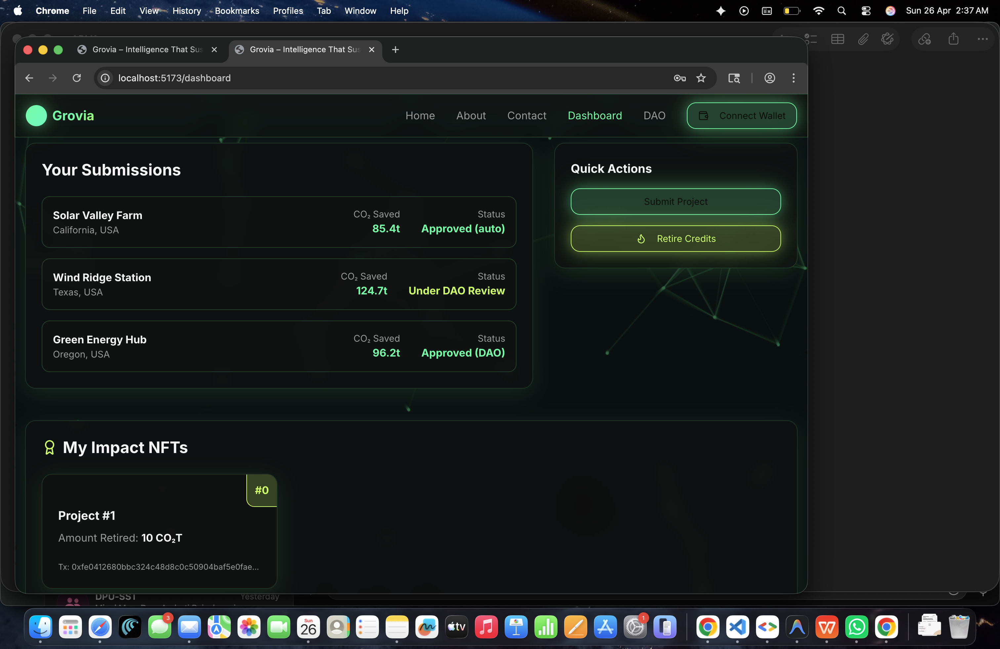 Chrome File Edit View History Bookmarks Profiles Tab Window Help Sun 26 Apr 2:37 AM
Grovia – Intelligence That Sus
Grovia – Intelligence That Sus
localhost:5173/dashboard
Grovia
Home About Contact Dashboard DAO Connect Wallet
Your Submissions
Solar Valley Farm
California, USA
CO₂ Saved
85.4t
Status
Approved (auto)
Wind Ridge Station
Texas, USA
CO₂ Saved
124.7t
Status
Under DAO Review
Green Energy Hub
Oregon, USA
CO₂ Saved
96.2t
Status
Approved (DAO)
Quick Actions
Submit Project
Retire Credits
My Impact NFTs
#0
Project #1
Amount Retired: 10 CO₂T
Tx: 0xfe0412680bbc324c48d8c0c50904baf5e0fae...
DPU-SST
Yesterday
3
Sun
26
tv
1